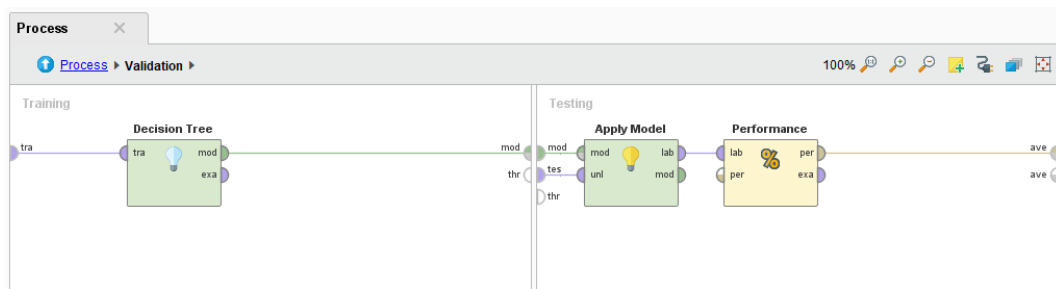 Process
Process ▸ Validation ▸
100%
Training
Testing
Decision Tree
Apply Model
Performance
tra
tra
mod
exa
mod
thr
mod
tes
thr
mod
unl
lab
mod
lab
per
per
exa
ave
ave